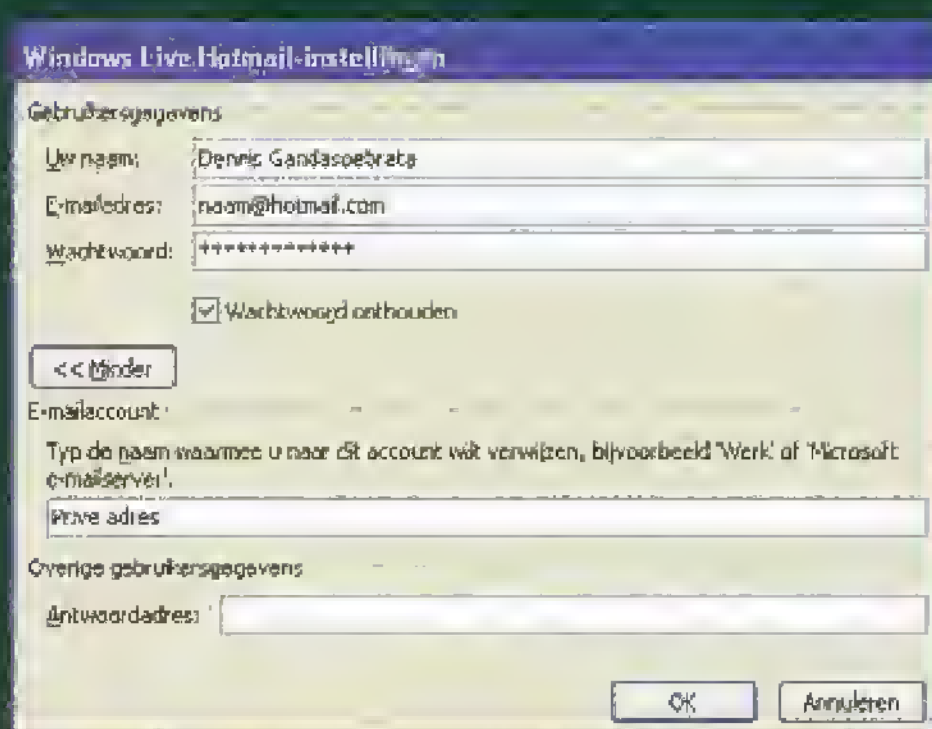 Windows Live Hotmail-instellingen
Gebruikersgegevens
Uw naam: Dennis Gandasoebrata
E-mailadres: naam@hotmail.com
Wachtwoord: *************
Wachtwoord onthouden
<< Minder
E-mailaccount
Typ de naam waarmee u naar dit account wilt verwijzen, bijvoorbeeld 'Werk' of 'Microsoft
e-mailserver'.
Prive adres
Overige gebruikersgegevens
Antwoordadres:
OK Annuleren